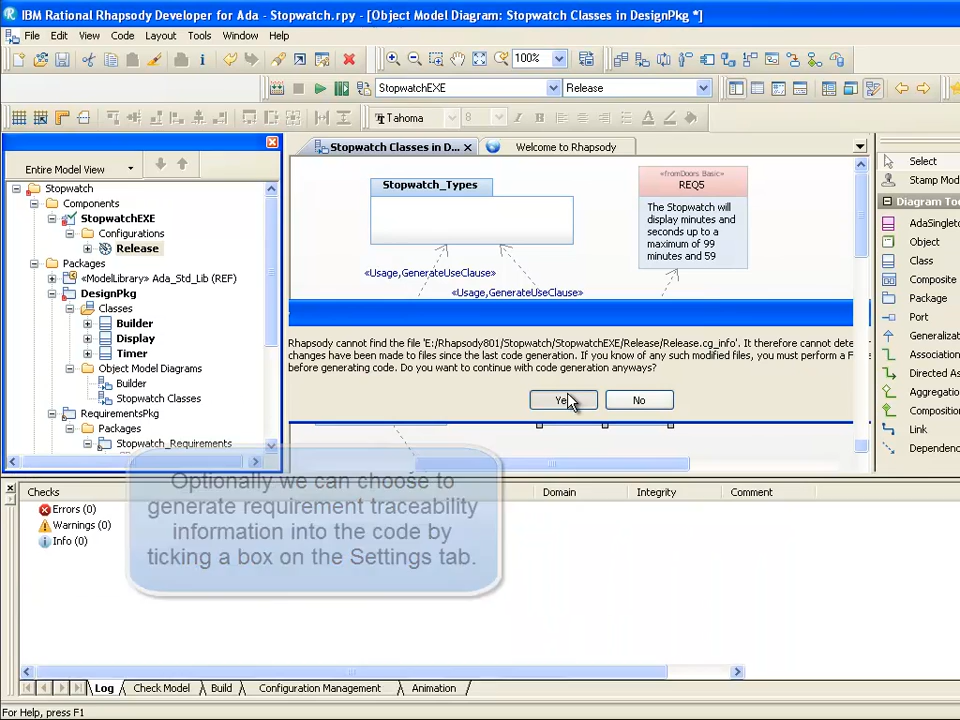 IBM Rational Rhapsody Developer for Ada - Stopwatch.rpy - [Object Model Diagram: Stopwatch Classes in DesignPkg *]
File Edit View Code Layout Tools Window Help
100%
StopwatchEXE Release
Tahoma 8
Entire Model View
Stopwatch Classes in D... Welcome to Rhapsody
Select
Stamp Mod
Diagram Too
AdaSinglet
Object
Class
Composite
Package
Port
Generalizat
Association
Directed As
Aggregatio
Compositio
Link
Dependenc
Stopwatch
Components
StopwatchEXE
Configurations
Release
Packages
«ModelLibrary» Ada_Std_Lib (REF)
DesignPkg
Classes
Builder
Display
Timer
Object Model Diagrams
Builder
Stopwatch Classes
RequirementsPkg
Packages
Stopwatch_Requirements
Stopwatch_Types
«fromDoors Basic»
REQ5
The Stopwatch will
display minutes and
seconds up to a
maximum of 99
minutes and 59
«Usage,GenerateUseClause»
«Usage,GenerateUseClause»
Rhapsody cannot find the file 'E:/Rhapsody801/Stopwatch/StopwatchEXE/Release/Release.cg_info'. It therefore cannot dete
changes have been made to files since the last code generation. If you know of any such modified files, you must perform a F
before generating code. Do you want to continue with code generation anyways?
Yes No
Optionally we can choose to
generate requirement traceability
information into the code by
ticking a box on the Settings tab.
Checks Domain Integrity Comment
Errors (0)
Warnings (0)
Info (0)
Log Check Model Build Configuration Management Animation
For Help, press F1